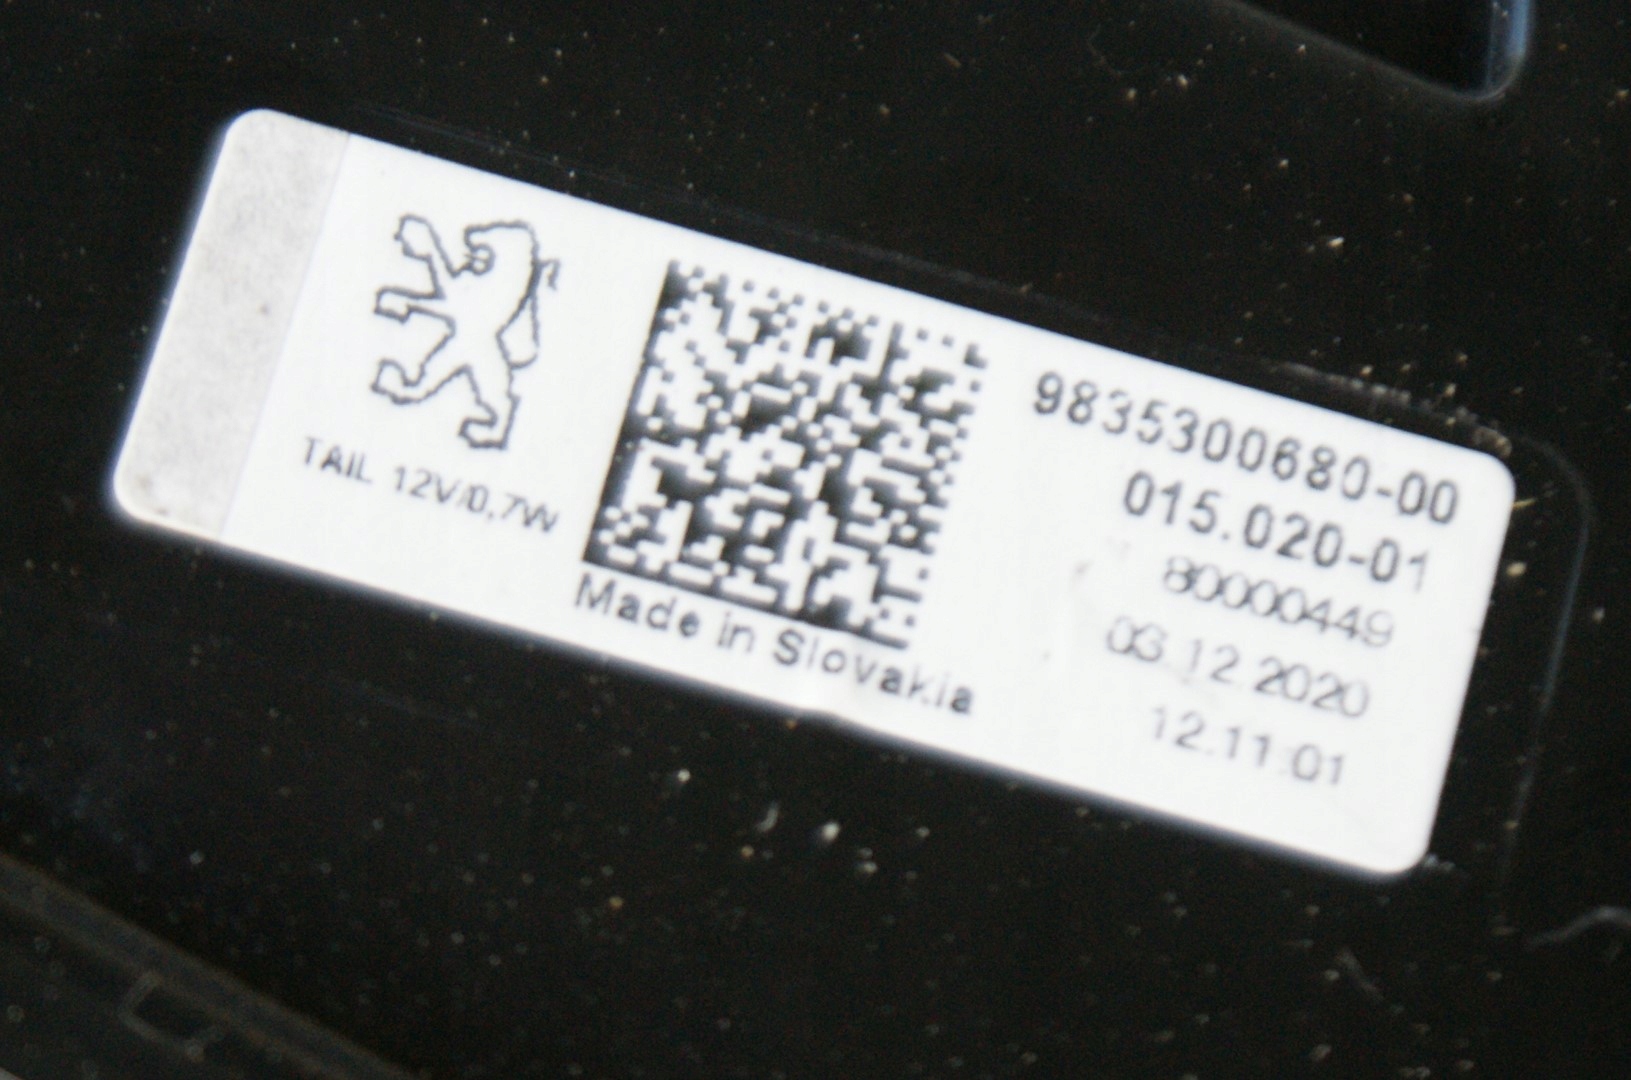 TAIL 12V/0,7W
Made in Slovakia
9835300680-00
015.020-01
80000449
03.12.2020
12:11:01